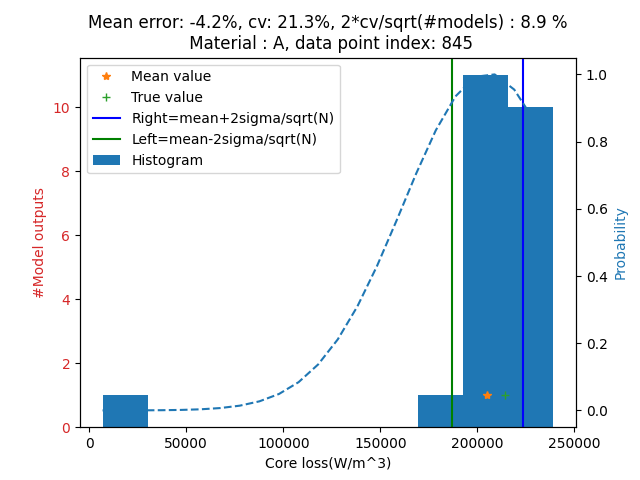 Mean error: -4.2%, cv: 21.3%, 2*cv/sqrt(#models) : 8.9 %
Material : A, data point index: 845
Mean value
True value
Right=mean+2sigma/sqrt(N)
Left=mean-2sigma/sqrt(N)
Histogram
10
8
6
4
2
0
#Model outputs
1.0
0.8
0.6
0.4
0.2
0.0
Probability
0
50000
100000
150000
200000
250000
Core loss(W/m^3)